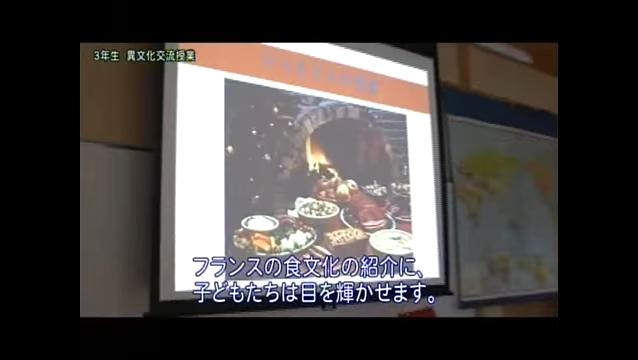 3年生 異文化交流授業
フランスの食文化の紹介に、
子どもたちは目を輝かせます。